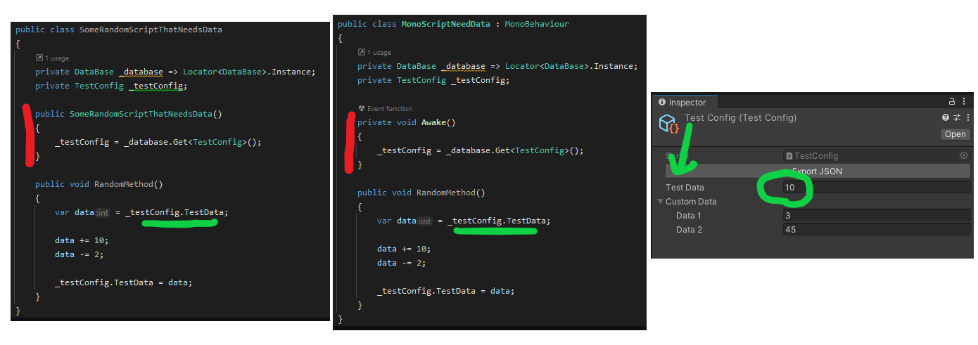 public class SomeRandomScriptThatNeedsData
{
1 usage
private DataBase _database => Locator<DataBase>.Instance;
private TestConfig _testConfig;
public SomeRandomScriptThatNeedsData()
{
_testConfig = _database.Get<TestConfig>();
}
public void RandomMethod()
{
var data:int = _testConfig.TestData;
data += 10;
data -= 2;
_testConfig.TestData = data;
}
}
public class MonoScriptNeedData : MonoBehaviour
{
1 usage
private DataBase _database => Locator<DataBase>.Instance;
private TestConfig _testConfig;
Event function
private void Awake()
{
_testConfig = _database.Get<TestConfig>();
}
public void RandomMethod()
{
var data:int = _testConfig.TestData;
data += 10;
data -= 2;
_testConfig.TestData = data;
}
}
Inspector
Test Config (Test Config)
Open
TestConfig
Export JSON
Test Data 10
Custom Data
Data 1 3
Data 2 45